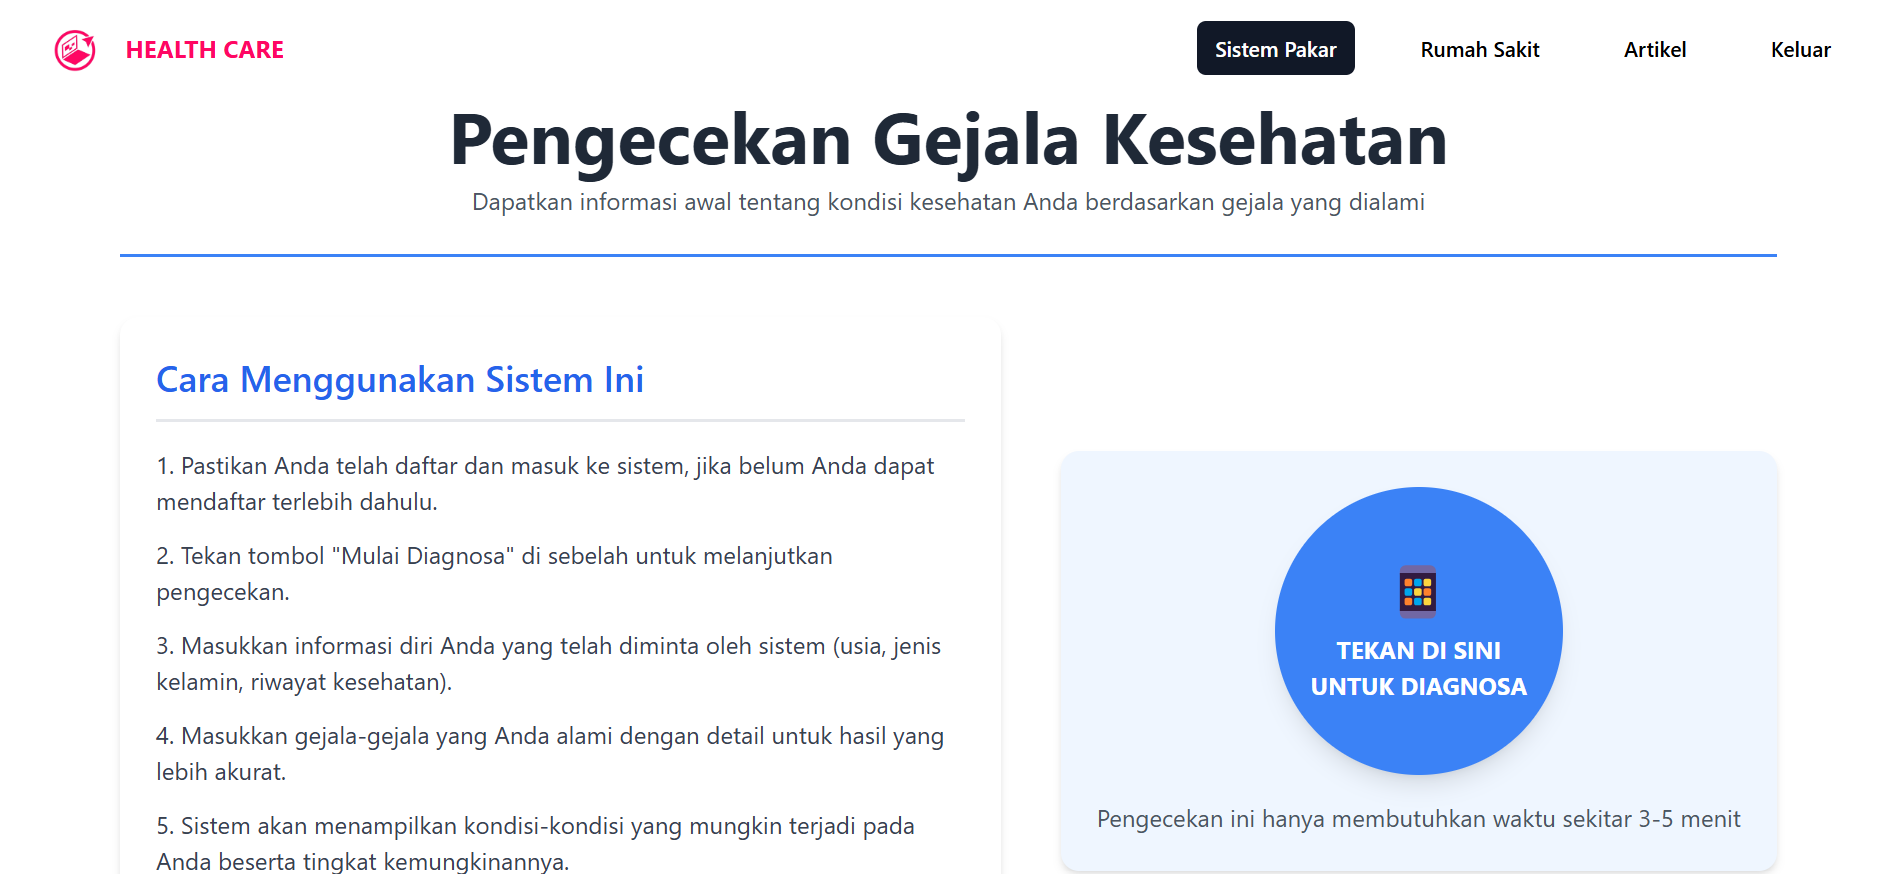 HEALTH CARE
Sistem Pakar
Rumah Sakit
Artikel
Keluar
Pengecekan Gejala Kesehatan
Dapatkan informasi awal tentang kondisi kesehatan Anda berdasarkan gejala yang dialami
Cara Menggunakan Sistem Ini
1. Pastikan Anda telah daftar dan masuk ke sistem, jika belum Anda dapat
mendaftar terlebih dahulu.
2. Tekan tombol "Mulai Diagnosa" di sebelah untuk melanjutkan
pengecekan.
3. Masukkan informasi diri Anda yang telah diminta oleh sistem (usia, jenis
kelamin, riwayat kesehatan).
4. Masukkan gejala-gejala yang Anda alami dengan detail untuk hasil yang
lebih akurat.
5. Sistem akan menampilkan kondisi-kondisi yang mungkin terjadi pada
Anda beserta tingkat kemungkinannya.
TEKAN DI SINI
UNTUK DIAGNOSA
Pengecekan ini hanya membutuhkan waktu sekitar 3-5 menit